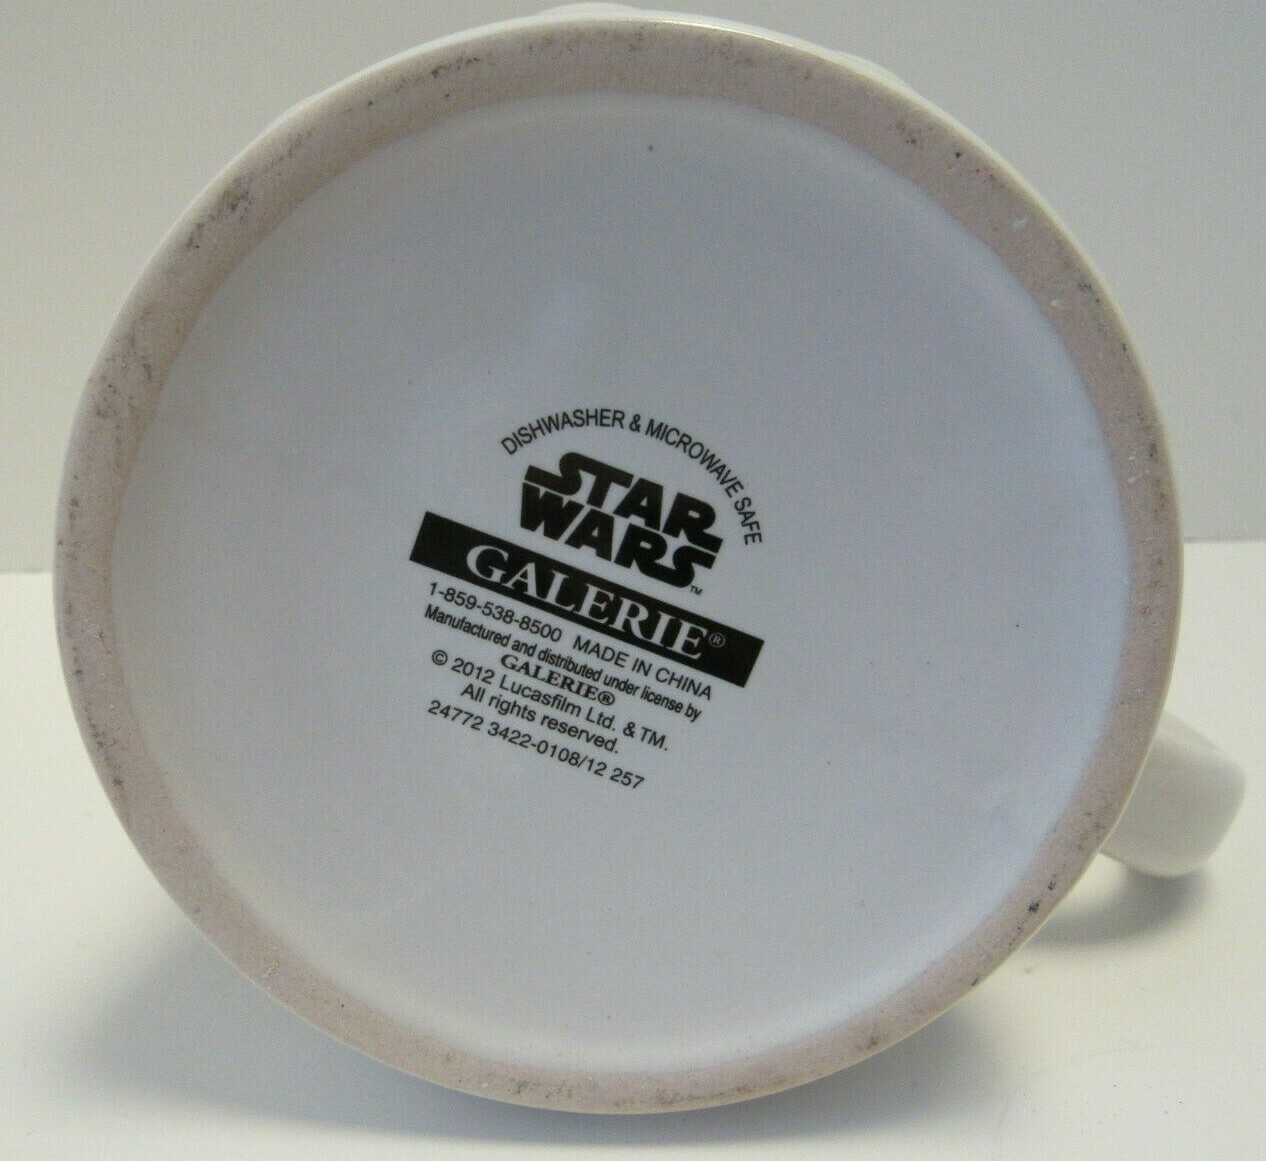 DISHWASHER & MICROWAVE SAFE
STAR
WARS™
GALERIE®
1-859-538-8500 MADE IN CHINA
Manufactured and distributed under license by
GALERIE®
© 2012 Lucasfilm Ltd. & TM.
All rights reserved.
24772 3422-0108/12 257